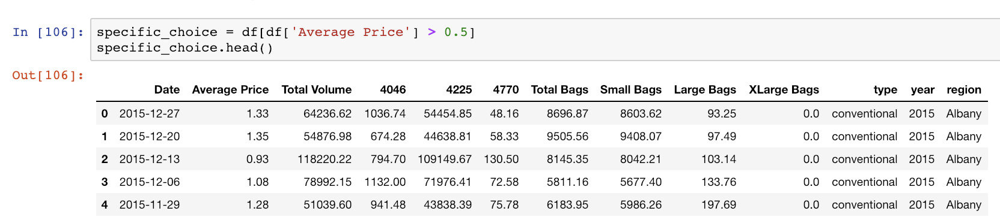 In [106]: specific_choice = df[df['Average Price'] > 0.5]
specific_choice.head()
Out[106]:
Date Average Price Total Volume 4046 4225 4770 Total Bags Small Bags Large Bags XLarge Bags type year region
0 2015-12-27 1.33 64236.62 1036.74 54454.85 48.16 8696.87 8603.62 93.25 0.0 conventional 2015 Albany
1 2015-12-20 1.35 54876.98 674.28 44638.81 58.33 9505.56 9408.07 97.49 0.0 conventional 2015 Albany
2 2015-12-13 0.93 118220.22 794.70 109149.67 130.50 8145.35 8042.21 103.14 0.0 conventional 2015 Albany
3 2015-12-06 1.08 78992.15 1132.00 71976.41 72.58 5811.16 5677.40 133.76 0.0 conventional 2015 Albany
4 2015-11-29 1.28 51039.60 941.48 43838.39 75.78 6183.95 5986.26 197.69 0.0 conventional 2015 Albany